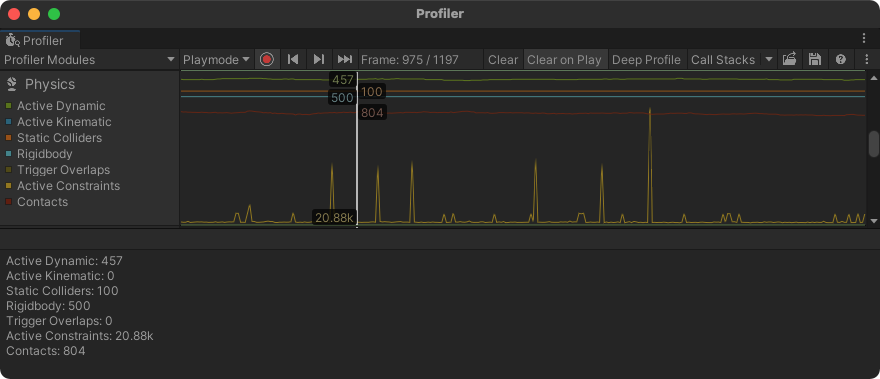 Profiler
Profiler
Profiler Modules Playmode Frame: 975 / 1197 Clear Clear on Play Deep Profile Call Stacks
Physics
Active Dynamic
Active Kinematic
Static Colliders
Rigidbody
Trigger Overlaps
Active Constraints
Contacts
457
100
500
804
20.88k
Active Dynamic: 457
Active Kinematic: 0
Static Colliders: 100
Rigidbody: 500
Trigger Overlaps: 0
Active Constraints: 20.88k
Contacts: 804